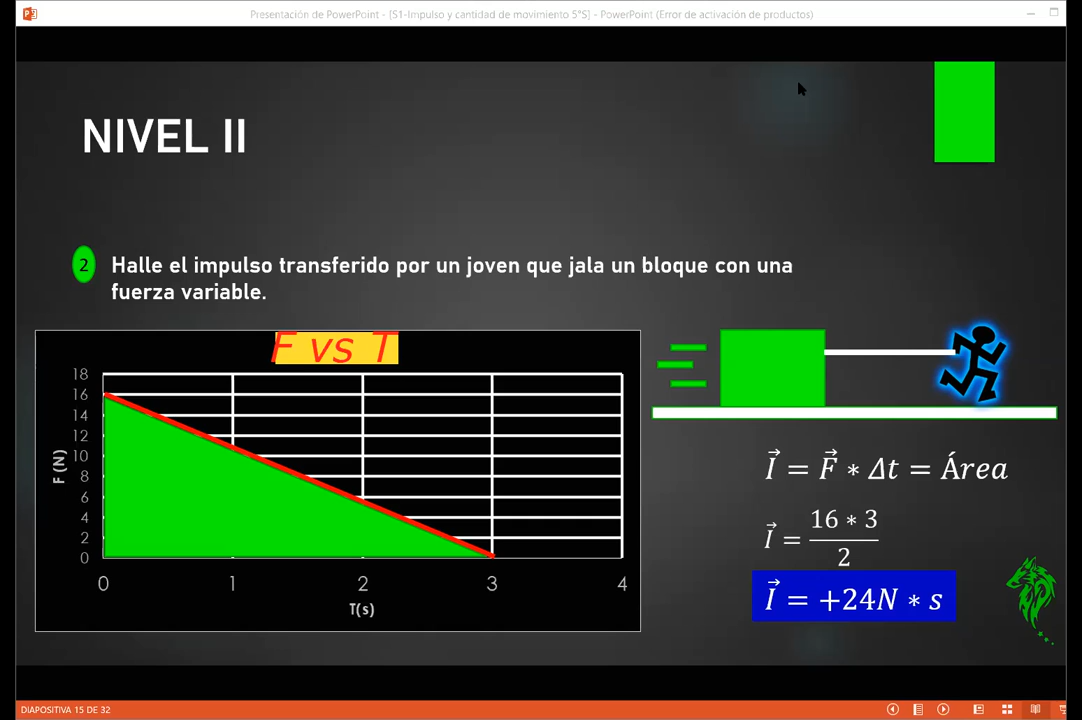 Presentación de PowerPoint - [S1-Impulso y cantidad de movimiento 5°S] - PowerPoint (Error de activación de productos)
NIVEL II
2
Halle el impulso transferido por un joven que jala un bloque con una
fuerza variable.
F vs T
18
16
14
12
10
8
6
4
2
0
F (N)
0 1 2 3 4
T(s)
I⃗ = F⃗ * Δt = Área
I⃗ = 16 * 3 / 2
I⃗ = +24N * s
DIAPOSITIVA 15 DE 32